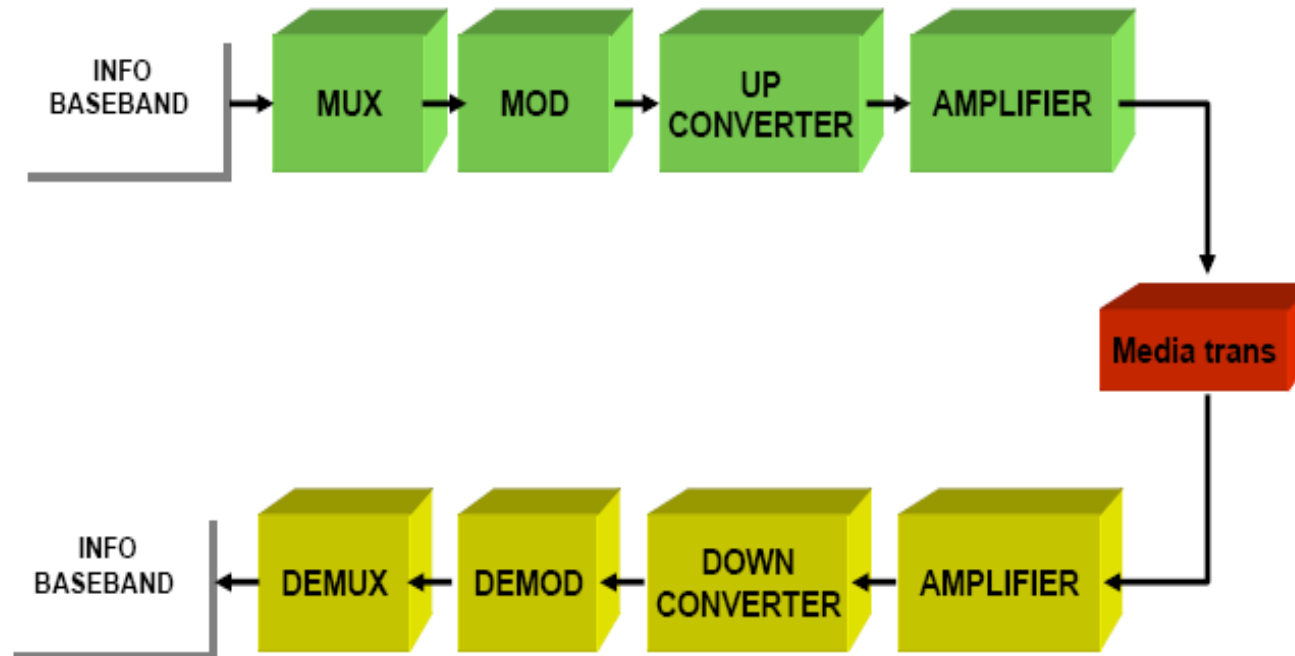 INFO
BASEBAND
MUX
MOD
UP
CONVERTER
AMPLIFIER
Media trans
INFO
BASEBAND
DEMUX
DEMOD
DOWN
CONVERTER
AMPLIFIER